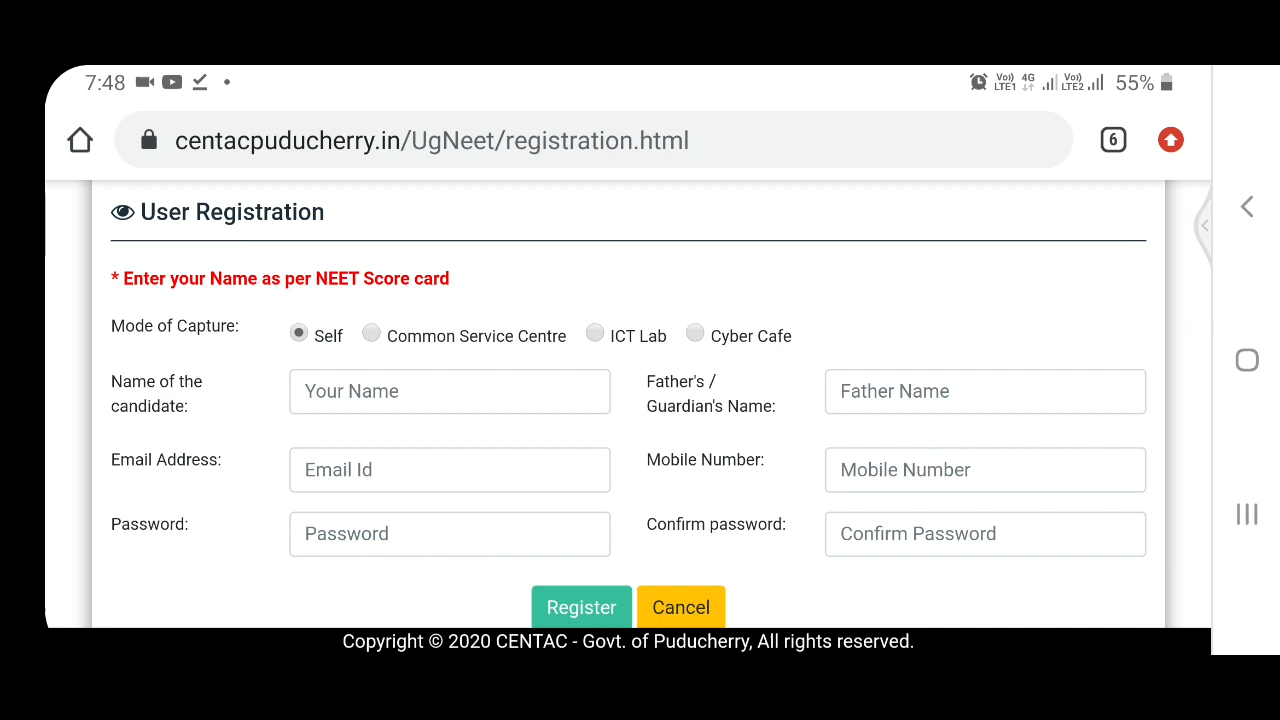 7:48 Vo)) LTE1 4G Vo)) LTE2 55%
centacpuducherry.in/UgNeet/registration.html 6
User Registration
* Enter your Name as per NEET Score card
Mode of Capture: Self Common Service Centre ICT Lab Cyber Cafe
Name of the candidate: Your Name Father's / Guardian's Name: Father Name
Email Address: Email Id Mobile Number: Mobile Number
Password: Password Confirm password: Confirm Password
Register Cancel
Copyright © 2020 CENTAC - Govt. of Puducherry, All rights reserved.